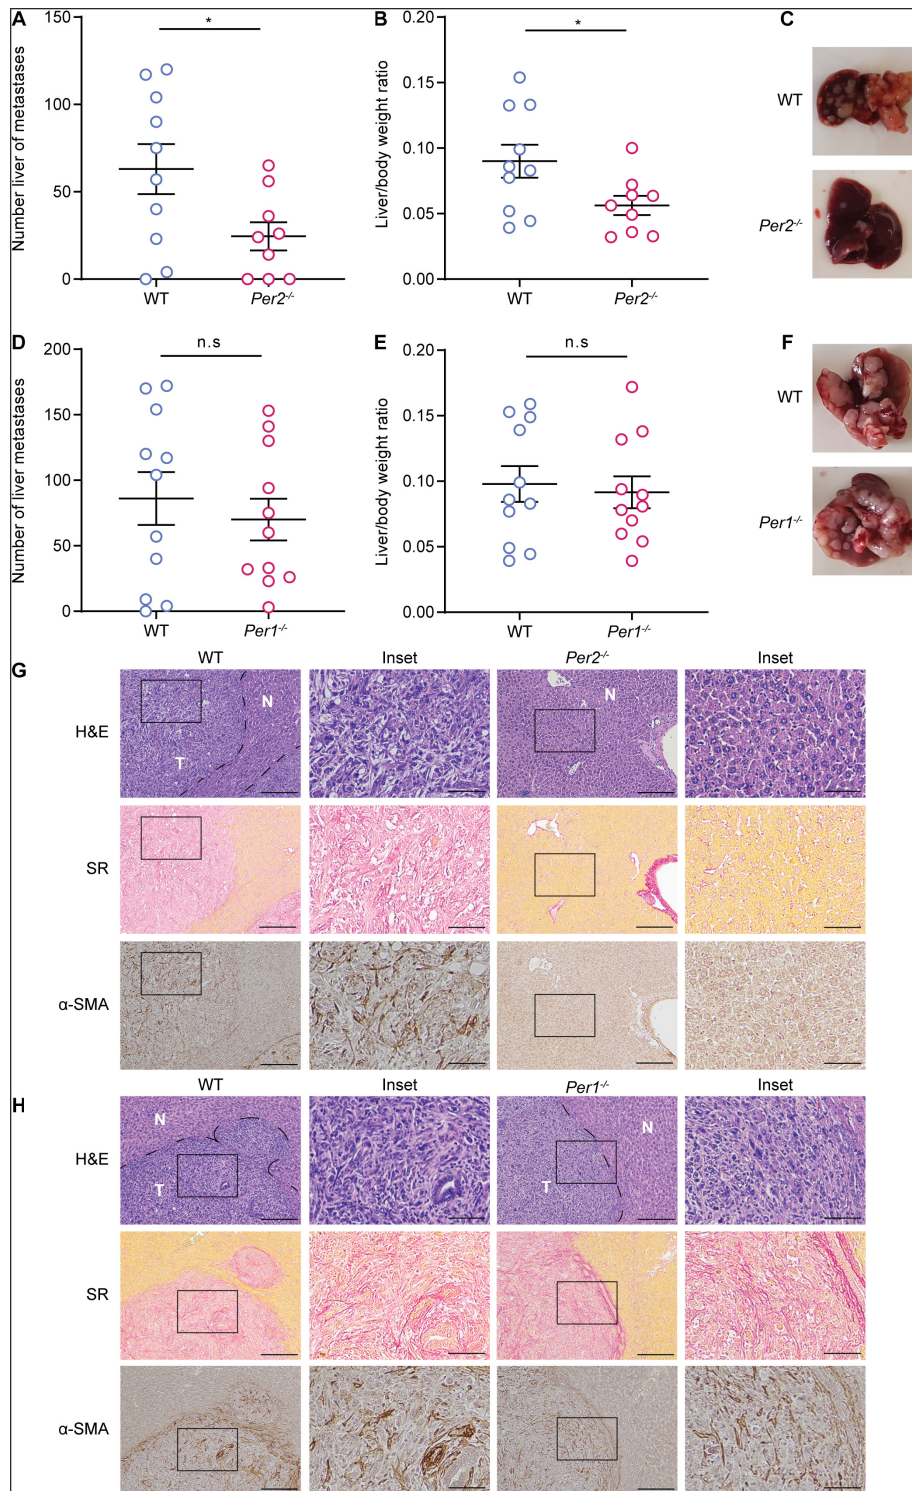 A
Number liver of metastases
150
100
50
0
*
WT
Per2-/-
B
Liver/body weight ratio
0.20
0.15
0.10
0.05
0.00
*
WT
Per2-/-
C
WT
Per2-/-
D
Number of liver metastases
200
150
100
50
0
n.s
WT
Per1-/-
E
Liver/body weight ratio
0.20
0.15
0.10
0.05
0.00
n.s
WT
Per1-/-
F
WT
Per1-/-
G
WT Inset Per2-/- Inset
H&E
N
T
N
SR
α-SMA
H
WT Inset Per1-/- Inset
H&E
N
T
N
T
SR
α-SMA